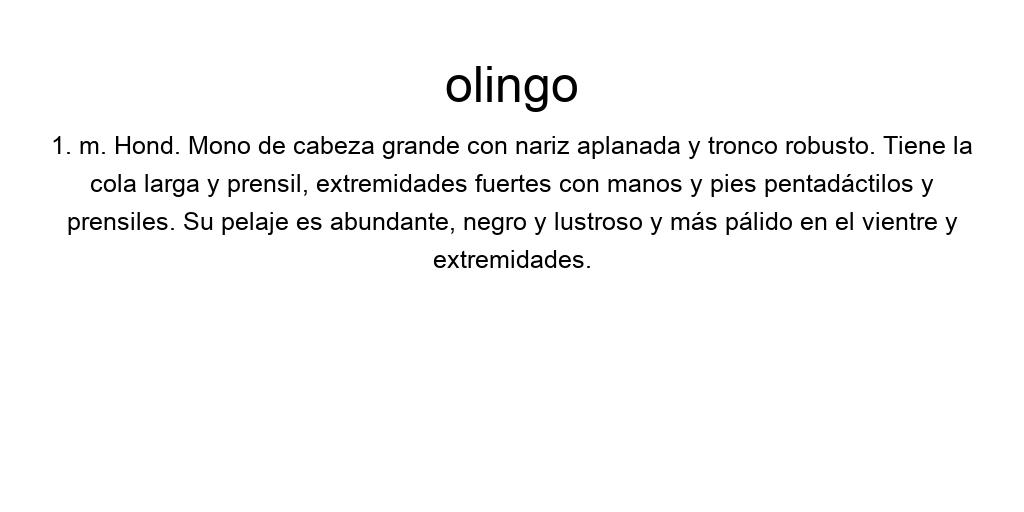 olingo
1. m. Hond. Mono de cabeza grande con nariz aplanada y tronco robusto. Tiene la
cola larga y prensil, extremidades fuertes con manos y pies pentadáctilos y
prensiles. Su pelaje es abundante, negro y lustroso y más pálido en el vientre y
extremidades.